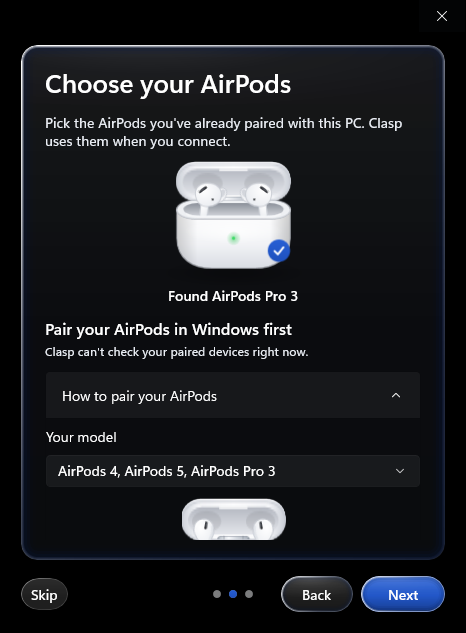 Choose your AirPods
Pick the AirPods you've already paired with this PC. Clasp
uses them when you connect.
Found AirPods Pro 3
Pair your AirPods in Windows first
Clasp can't check your paired devices right now.
How to pair your AirPods
Your model
AirPods 4, AirPods 5, AirPods Pro 3
Skip
Back
Next